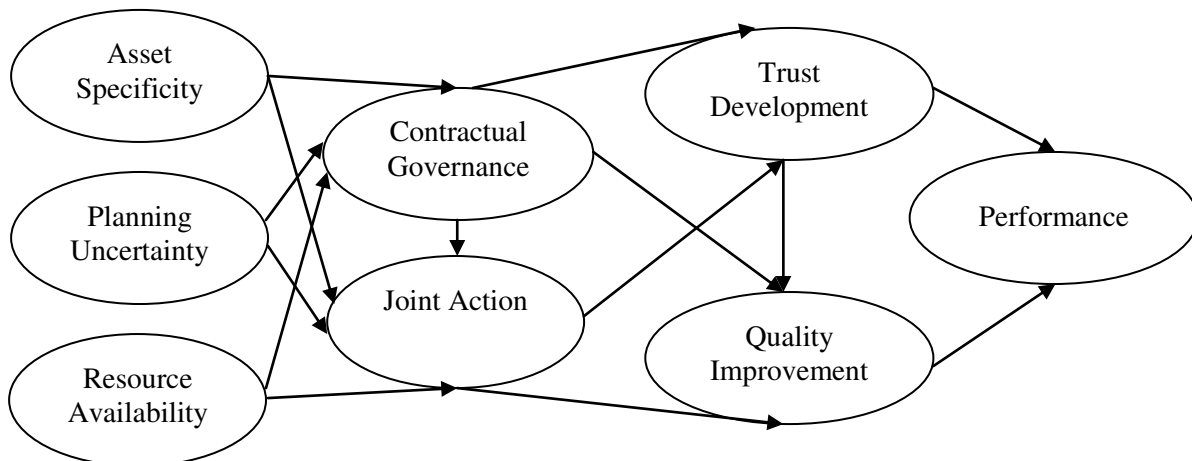 Asset
Specificity
Planning
Uncertainty
Resource
Availability
Contractual
Governance
Joint Action
Trust
Development
Quality
Improvement
Performance